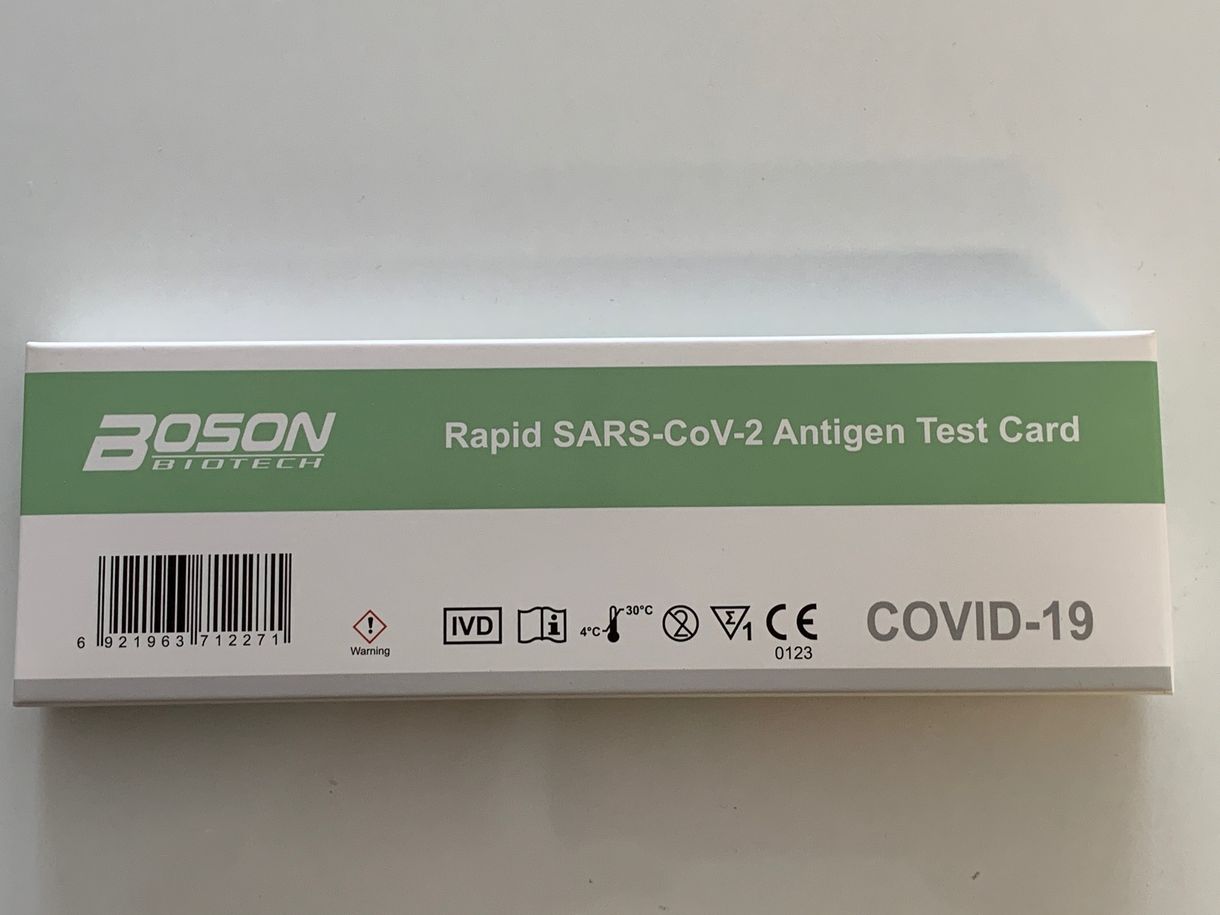 BOSON
BIOTECH
Rapid SARS-CoV-2 Antigen Test Card
6 921963 712271
Warning
IVD
i
4°C
30°C
2
Σ
1
CE
0123
COVID-19